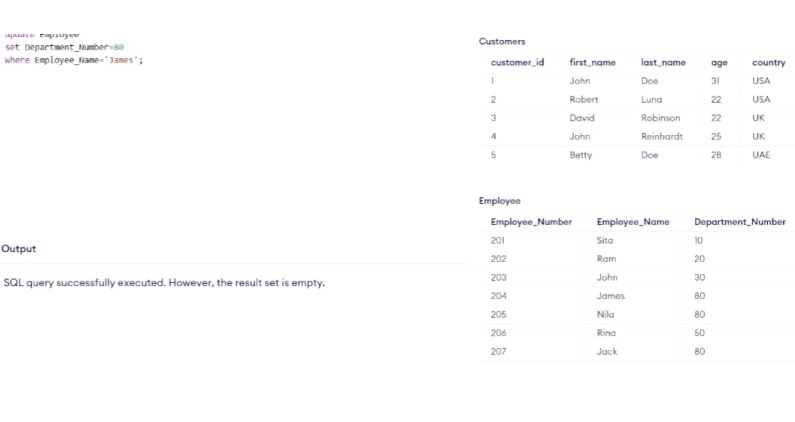 update Employee
set Department_Number=80
where Employee_Name='James';
Output
SQL query successfully executed. However, the result set is empty.
Customers
customer_id first_name last_name age country
1 John Doe 31 USA
2 Robert Luna 22 USA
3 David Robinson 22 UK
4 John Reinhardt 25 UK
5 Betty Doe 28 UAE
Employee
Employee_Number Employee_Name Department_Number
201 Sita 10
202 Ram 20
203 John 30
204 James 80
205 Nila 80
206 Rina 50
207 Jack 80